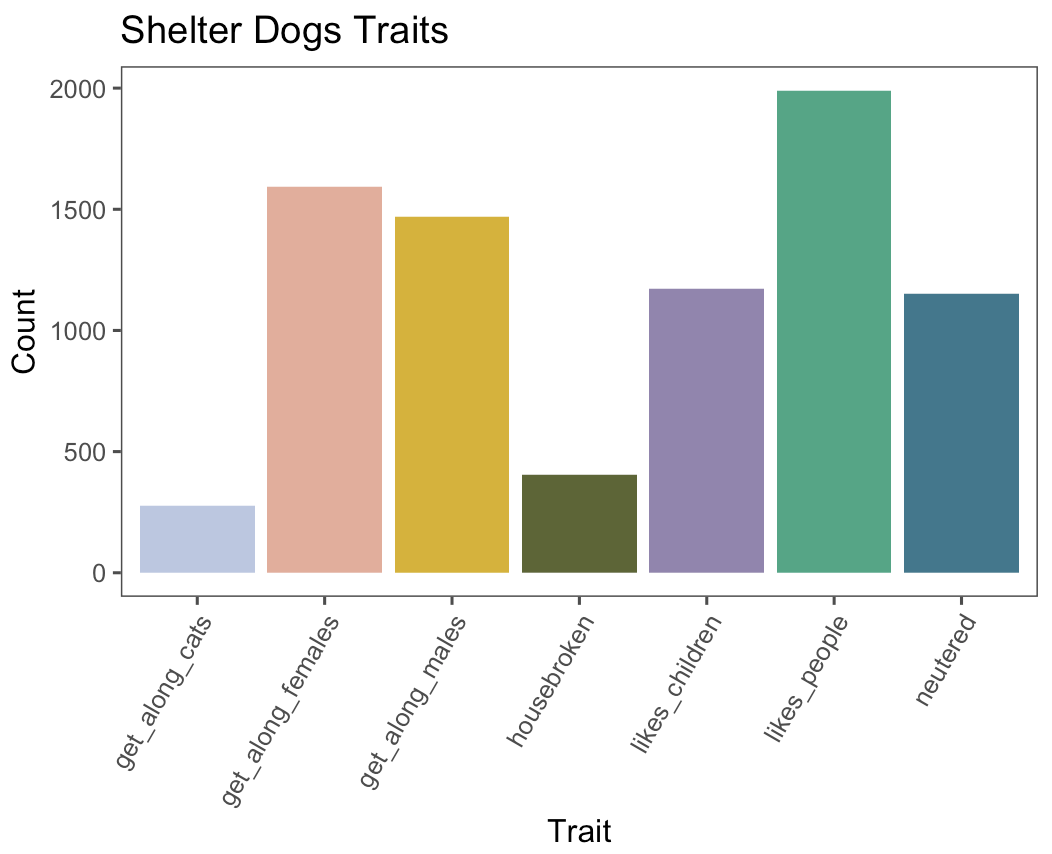 Shelter Dogs Traits
Count
2000
1500
1000
500
0
get_along_cats
get_along_females
get_along_males
housebroken
likes_children
likes_people
neutered
Trait